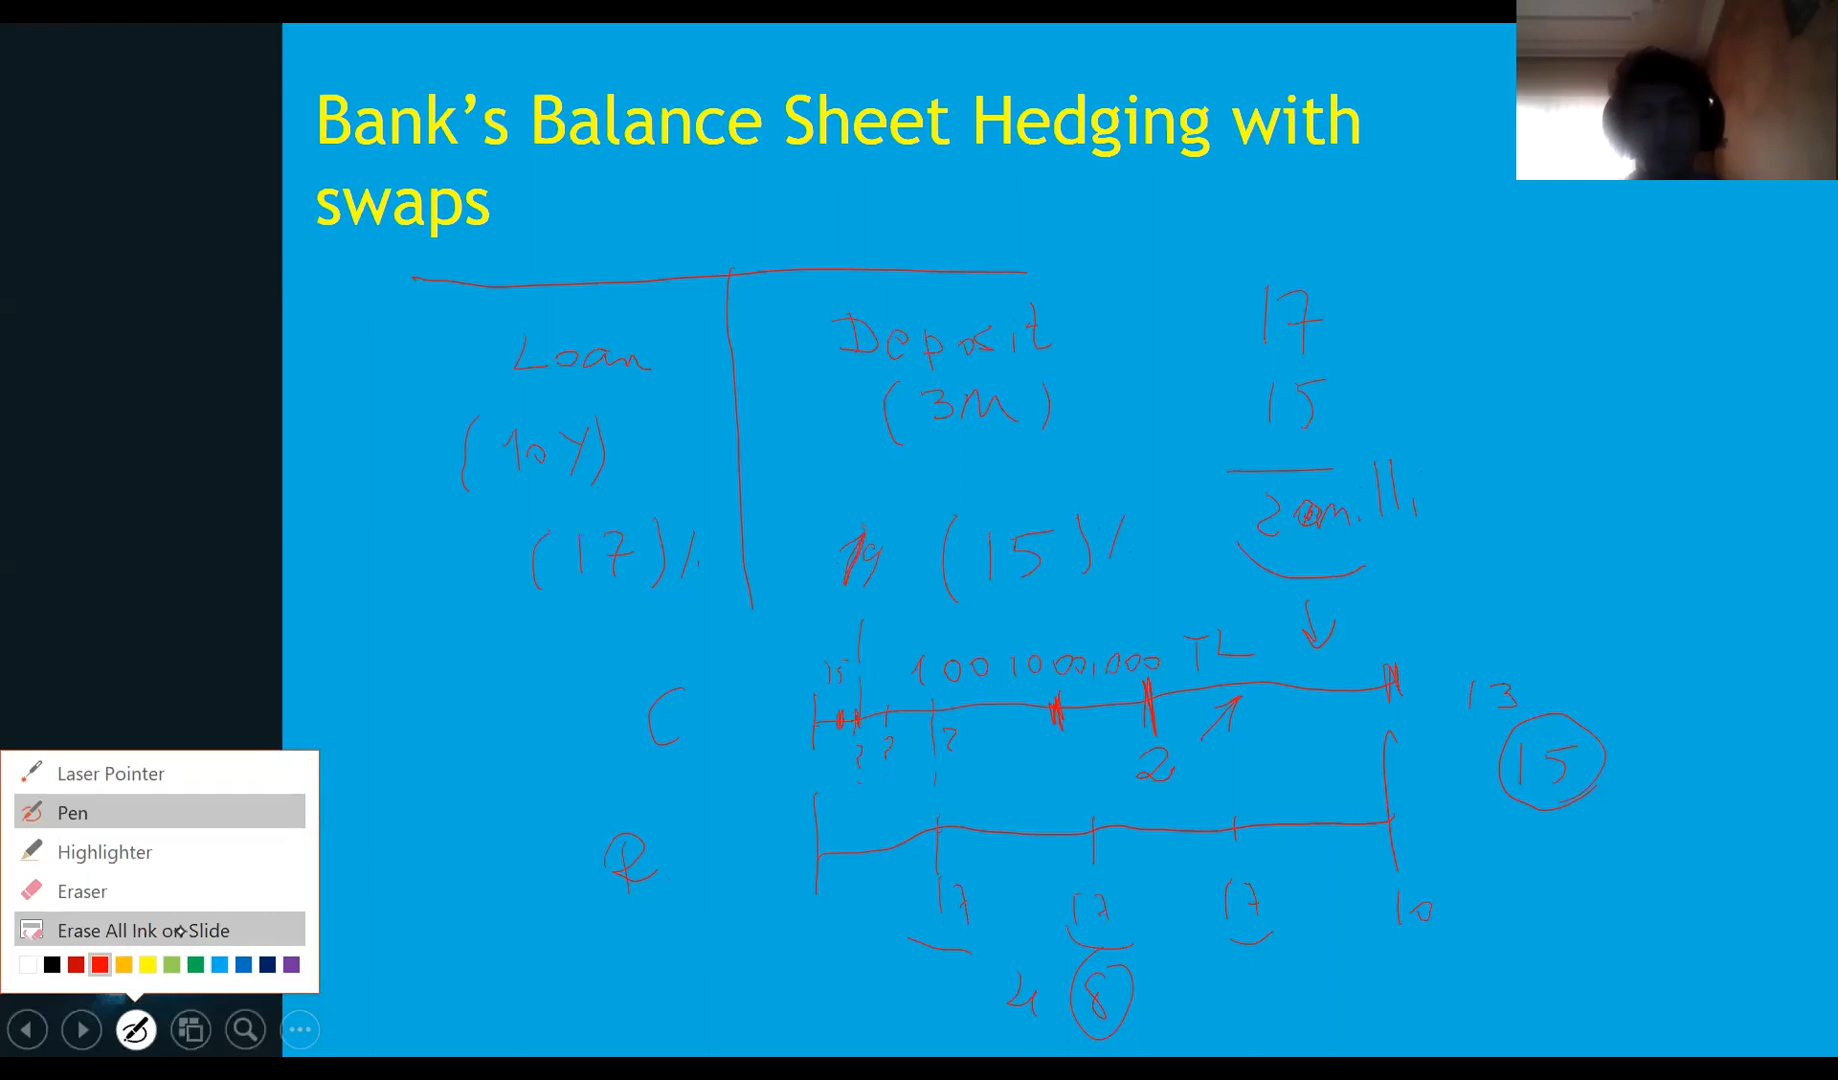 Bank's Balance Sheet Hedging with
swaps
Loan
Deposit
17
(10Y)
(3M)
15
(17)%
(15)%
2 m.
100,000,000 TL
C
? ? ?
2
13
15
R
17 17 17
10
4 8
Laser Pointer
Pen
Highlighter
Eraser
Erase All Ink on Slide